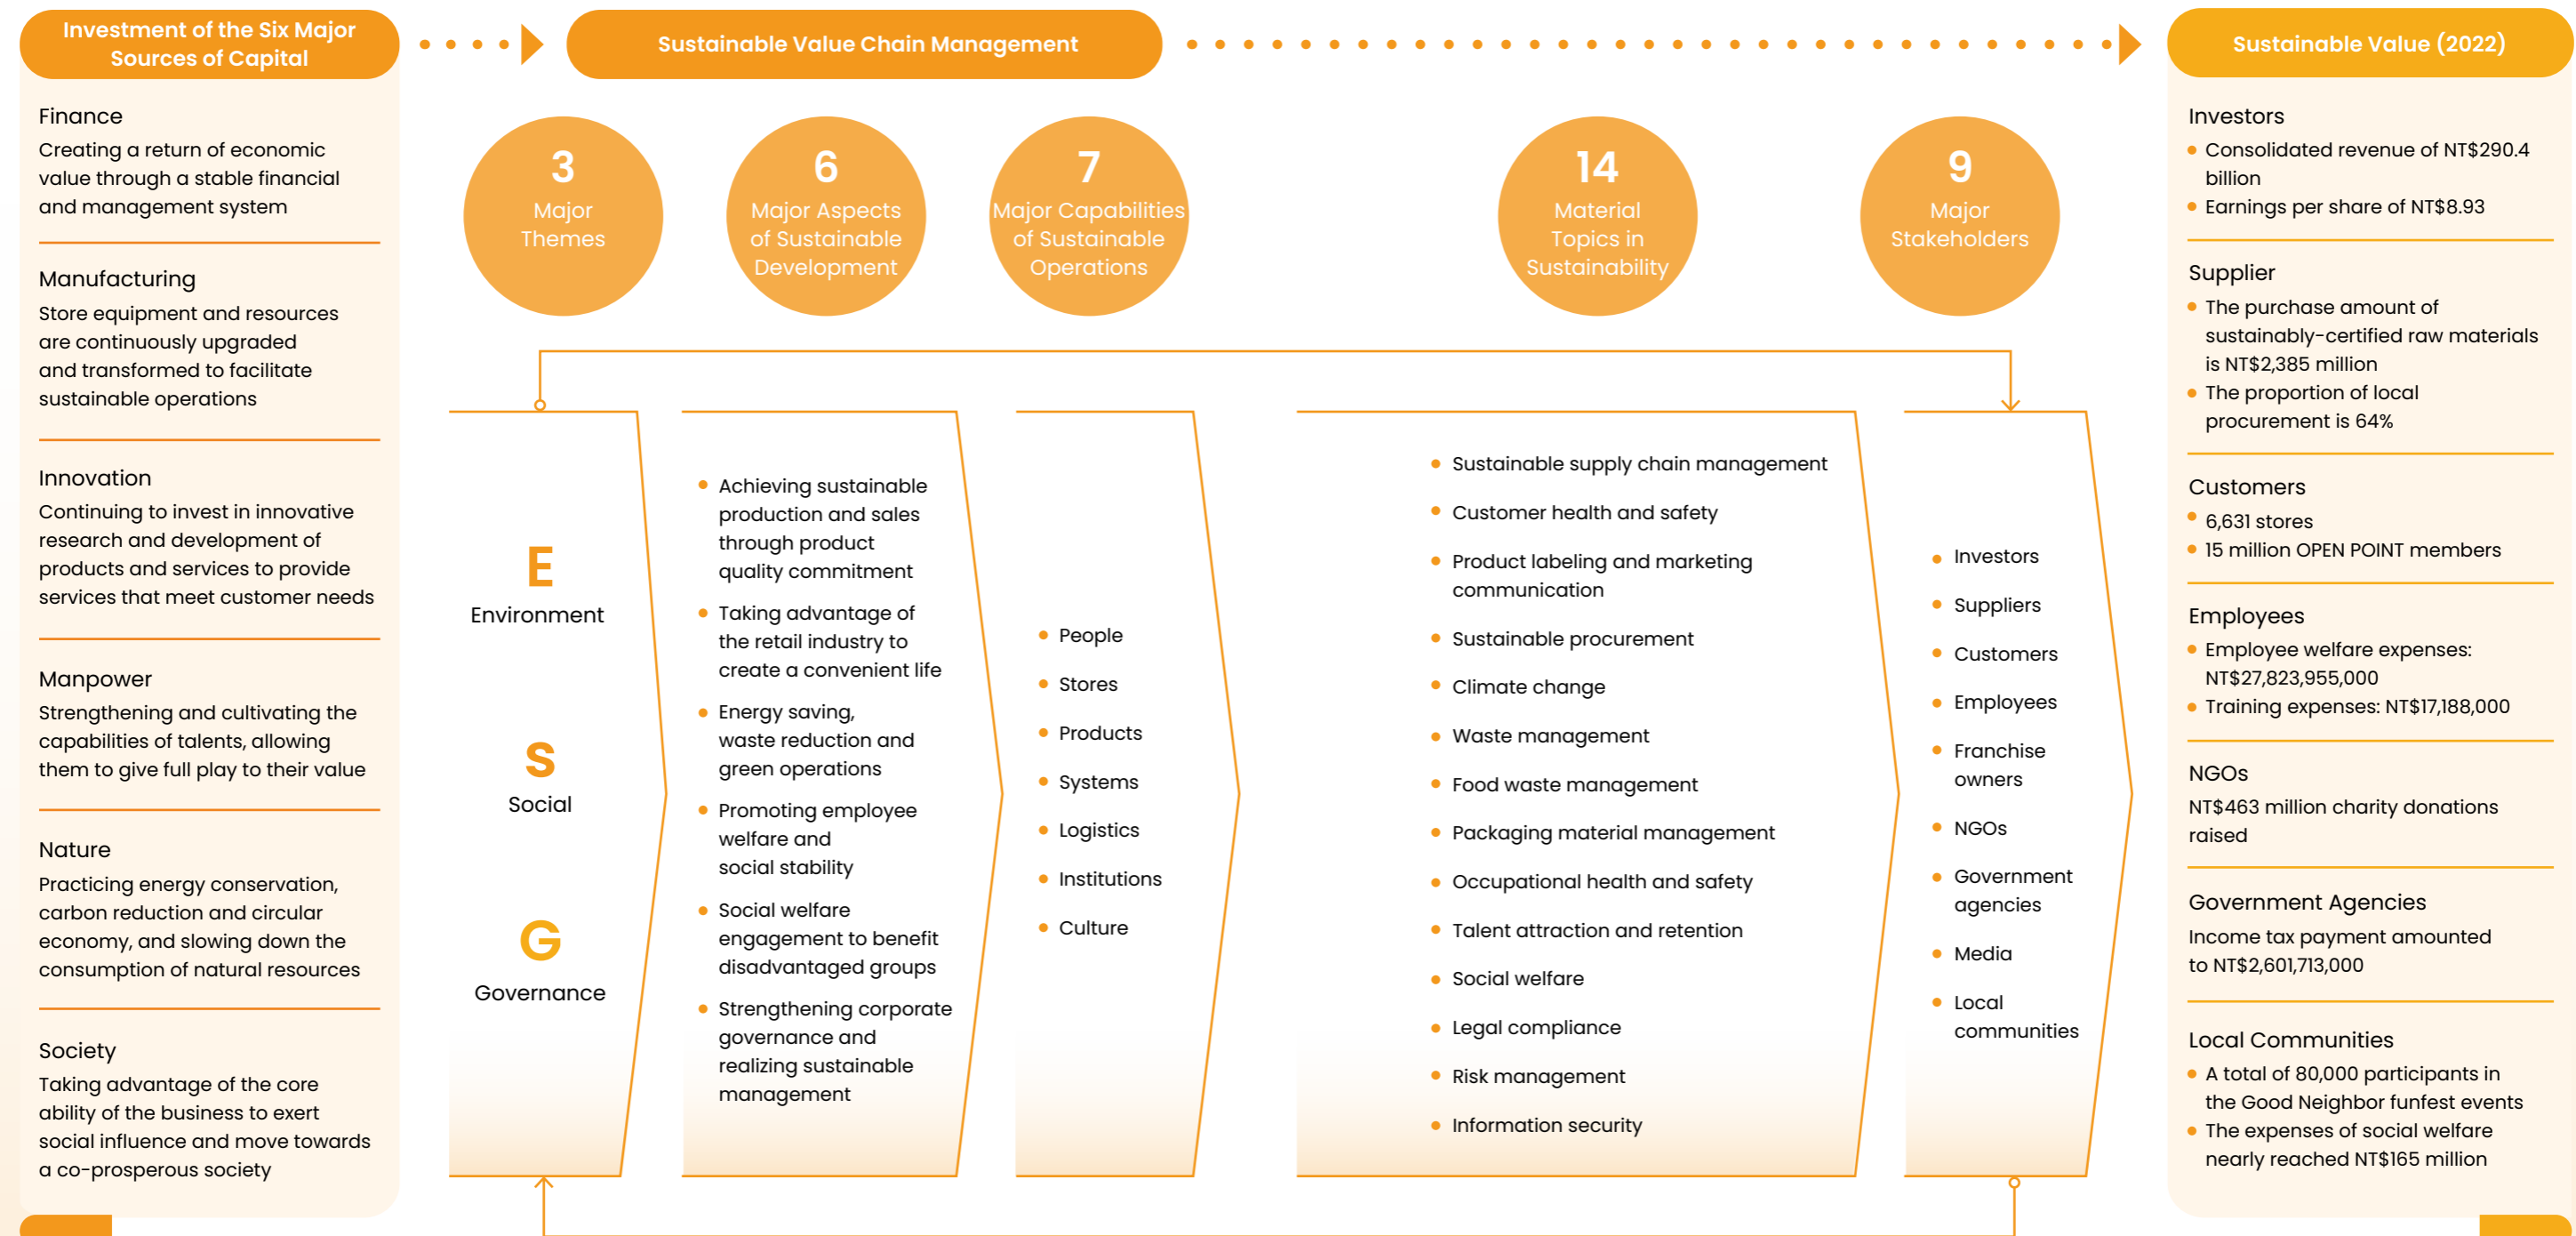 Investment of the Six Major
Sources of Capital
Finance
Creating a return of economic
value through a stable financial
and management system
Manufacturing
Store equipment and resources
are continuously upgraded
and transformed to facilitate
sustainable operations
Innovation
Continuing to invest in innovative
research and development of
products and services to provide
services that meet customer needs
Manpower
Strengthening and cultivating the
capabilities of talents, allowing
them to give full play to their value
Nature
Practicing energy conservation,
carbon reduction and circular
economy, and slowing down the
consumption of natural resources
Society
Taking advantage of the core
ability of the business to exert
social influence and move towards
a co-prosperous society
Sustainable Value Chain Management
3
Major
Themes
E
Environment
S
Social
G
Governance
6
Major Aspects
of Sustainable
Development
Achieving sustainable
production and sales
through product
quality commitment
Taking advantage of
the retail industry to
create a convenient life
Energy saving,
waste reduction and
green operations
Promoting employee
welfare and
social stability
Social welfare
engagement to benefit
disadvantaged groups
Strengthening corporate
governance and
realizing sustainable
management
7
Major Capabilities
of Sustainable
Operations
People
Stores
Products
Systems
Logistics
Institutions
Culture
14
Material
Topics in
Sustainability
Sustainable supply chain management
Customer health and safety
Product labeling and marketing
communication
Sustainable procurement
Climate change
Waste management
Food waste management
Packaging material management
Occupational health and safety
Talent attraction and retention
Social welfare
Legal compliance
Risk management
Information security
9
Major
Stakeholders
Investors
Suppliers
Customers
Employees
Franchise
owners
NGOs
Government
agencies
Media
Local
communities
Sustainable Value (2022)
Investors
Consolidated revenue of NT$290.4
billion
Earnings per share of NT$8.93
Supplier
The purchase amount of
sustainably-certified raw materials
is NT$2,385 million
The proportion of local
procurement is 64%
Customers
6,631 stores
15 million OPEN POINT members
Employees
Employee welfare expenses:
NT$27,823,955,000
Training expenses: NT$17,188,000
NGOs
NT$463 million charity donations
raised
Government Agencies
Income tax payment amounted
to NT$2,601,713,000
Local Communities
A total of 80,000 participants in
the Good Neighbor funfest events
The expenses of social welfare
nearly reached NT$165 million